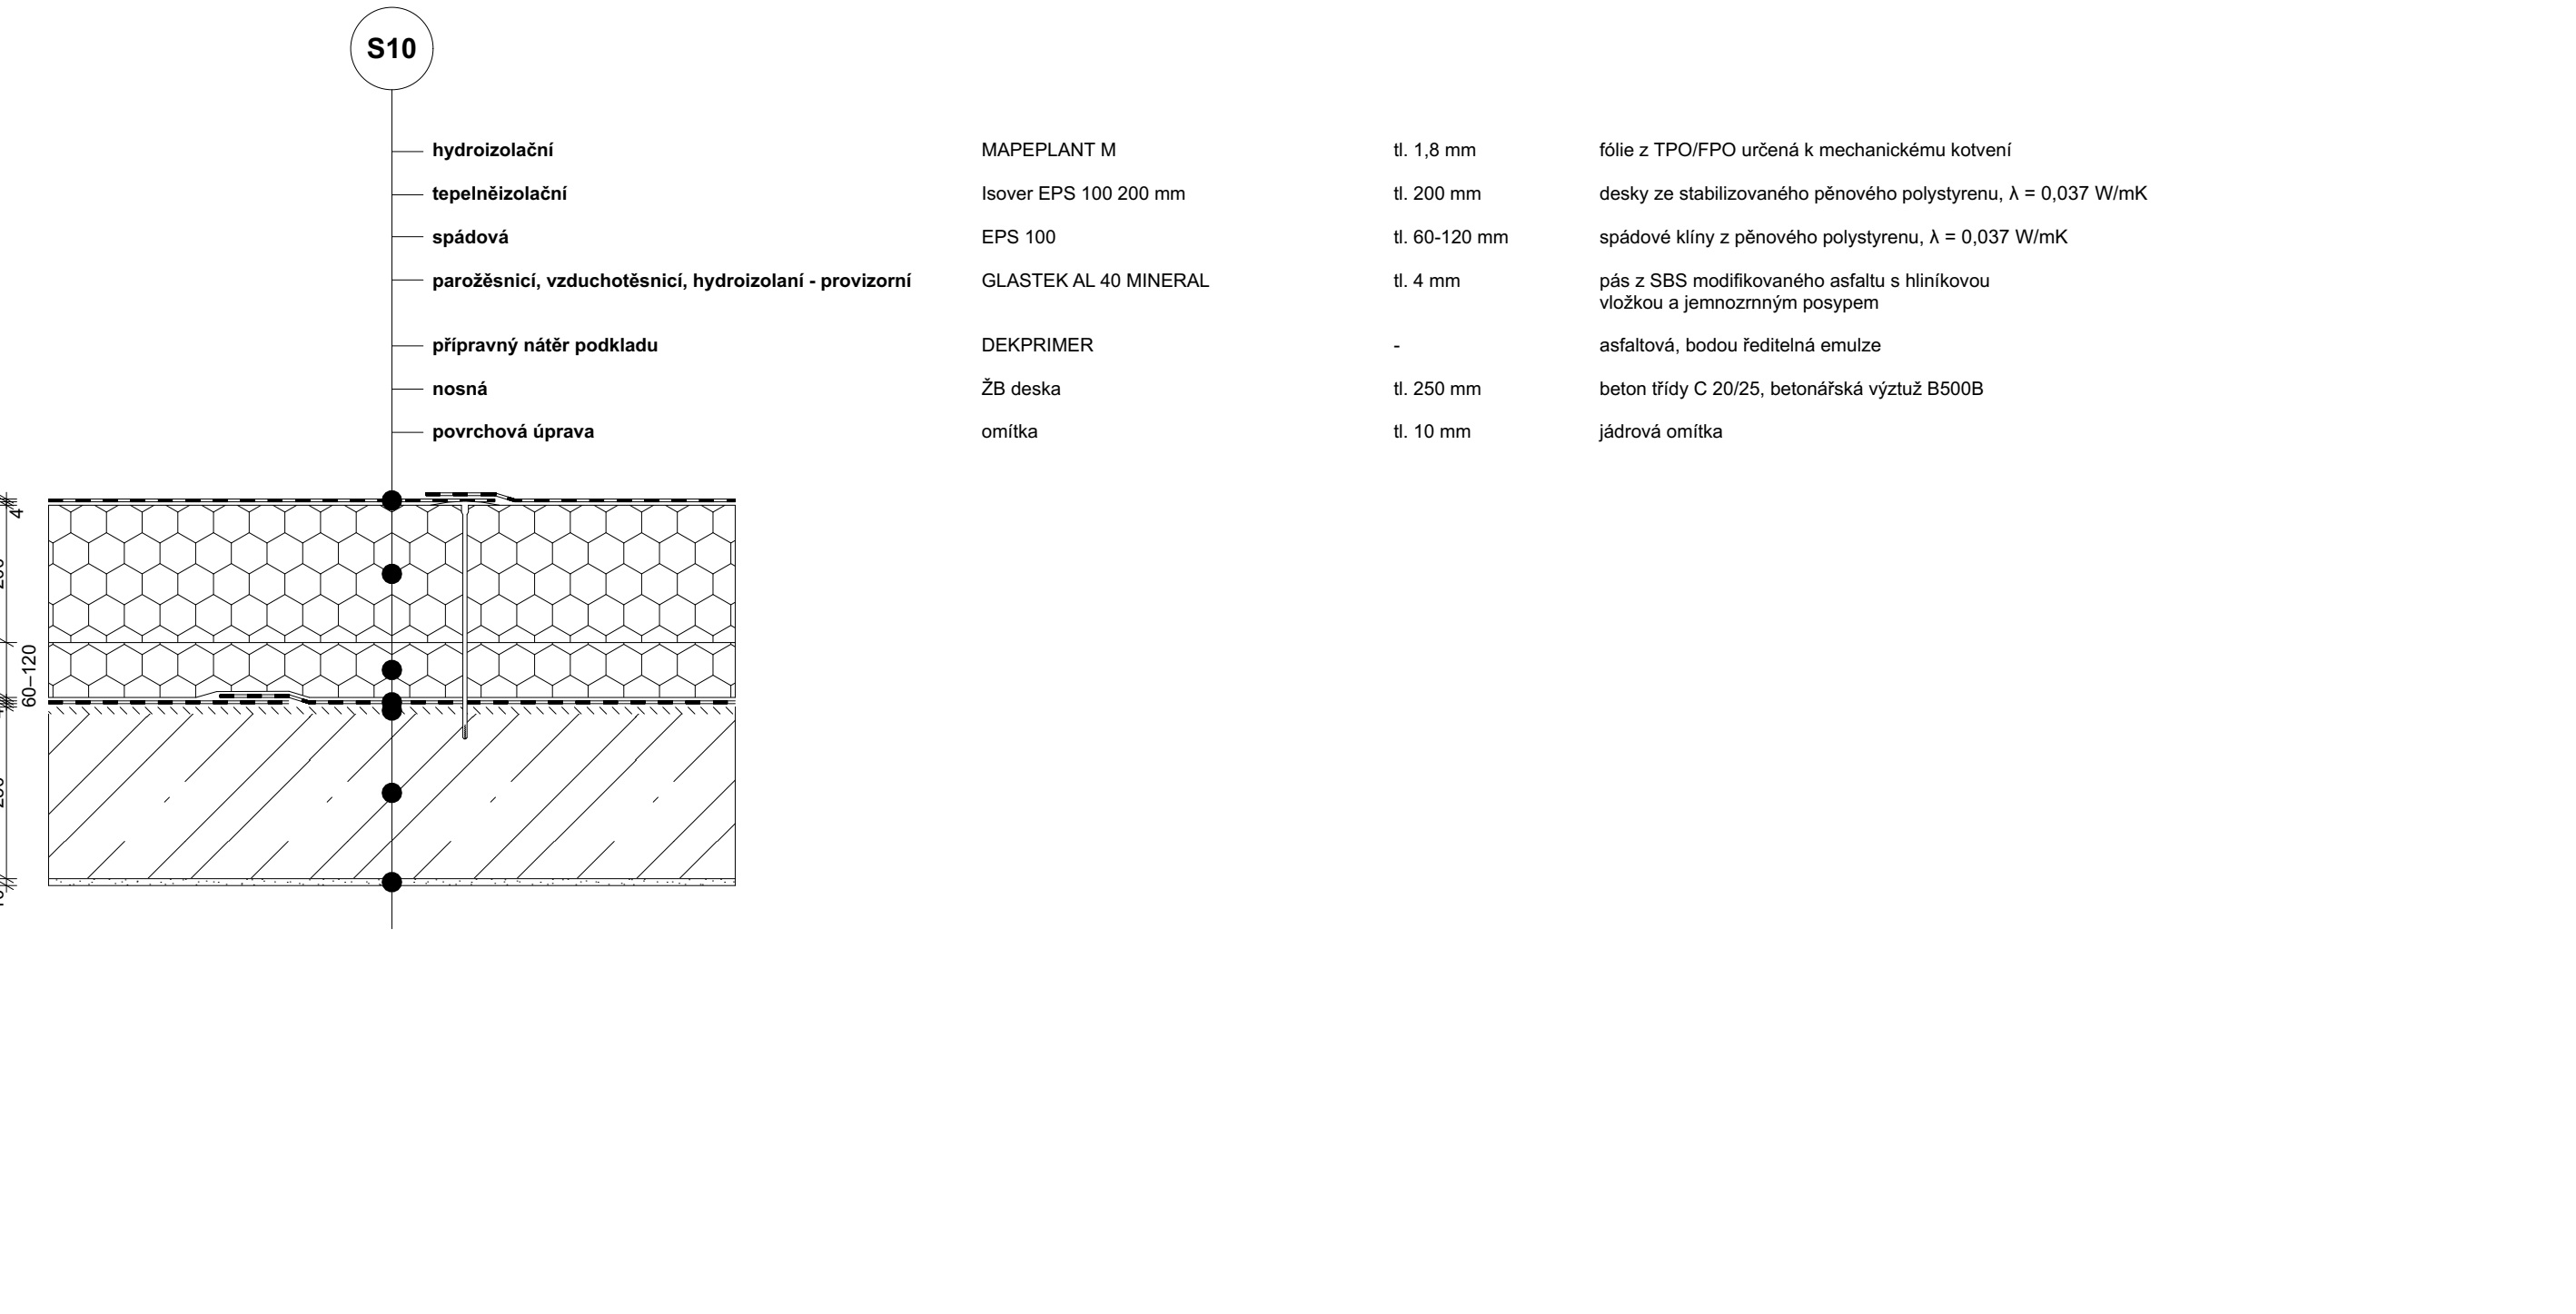 S10
hydroizolační MAPEPLANT M tl. 1,8 mm fólie z TPO/FPO určená k mechanickému kotvení
tepelněizolační Isover EPS 100 200 mm tl. 200 mm desky ze stabilizovaného pěnového polystyrenu, λ = 0,037 W/mK
spádová EPS 100 tl. 60-120 mm spádové klíny z pěnového polystyrenu, λ = 0,037 W/mK
parožěsnicí, vzduchotěsnicí, hydroizolaní - provizorní GLASTEK AL 40 MINERAL tl. 4 mm pás z SBS modifikovaného asfaltu s hliníkovou
vložkou a jemnozrnným posypem
přípravný nátěr podkladu DEKPRIMER - asfaltová, bodou ředitelná emulze
nosná ŽB deska tl. 250 mm beton třídy C 20/25, betonářská výztuž B500B
povrchová úprava omítka tl. 10 mm jádrová omítka
4
60–120